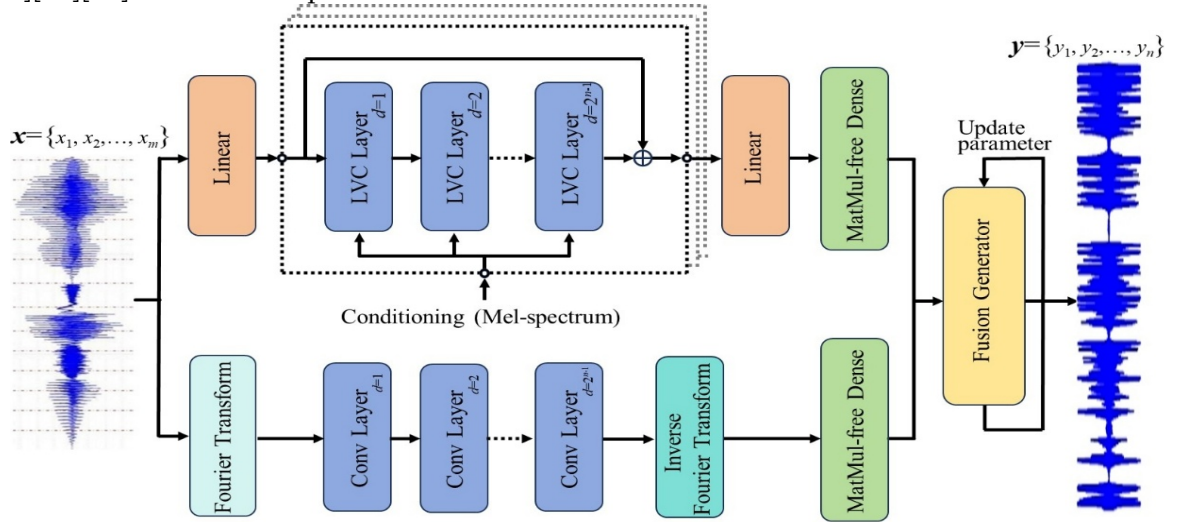 y={y₁, y₂,..., yₙ}
x={x₁, x₂,..., xₘ}
Linear
LVC Layer d=1
LVC Layer d=2
LVC Layer d=2ⁿ⁻¹
Linear
MatMul-free Dense
Update
parameter
Fusion Generator
Conditioning (Mel-spectrum)
Fourier Transform
Conv Layer d=1
Conv Layer d=2
Conv Layer d=2ⁿ⁻¹
Inverse
Fourier Transform
MatMul-free Dense